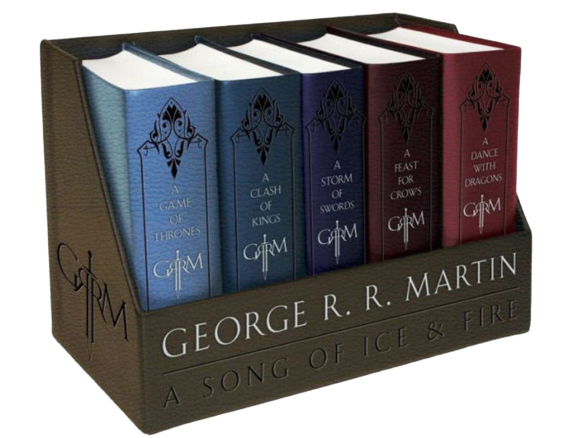 A
GAME
OF
THRONES
GRRM
A
CLASH
OF
KINGS
GRRM
A
STORM
OF
SWORDS
GRRM
A
FEAST
FOR
CROWS
GRRM
A
DANCE
WITH
DRAGONS
GRRM
GRRM
GEORGE R. R. MARTIN
A SONG OF ICE & FIRE